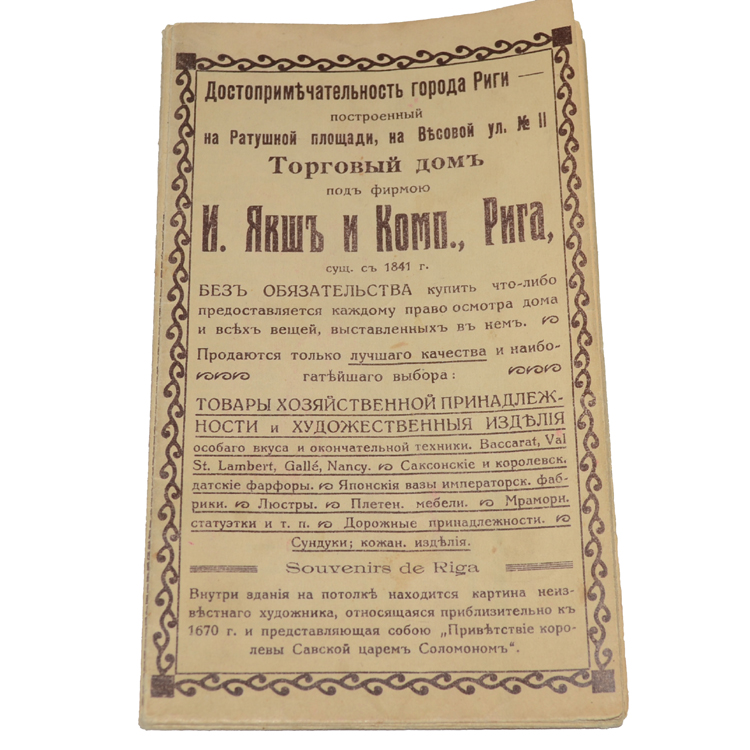 Достопримѣчательность города Риги —
построенный
на Ратушной площади, на Вѣсовой ул. № 11
Торговый домъ
подъ фирмою
И. Якшъ и Комп., Рига,
сущ. съ 1841 г.
БЕЗЪ ОБЯЗАТЕЛЬСТВА купить что-либо
предоставляется каждому право осмотра дома
и всѣхъ вещей, выставленныхъ въ немъ.
Продаются только лучшаго качества и наибо-
гатѣйшаго выбора:
ТОВАРЫ ХОЗЯЙСТВЕННОЙ ПРИНАДЛЕЖ-
НОСТИ и ХУДОЖЕСТВЕННЫЯ ИЗДѢЛІЯ
особаго вкуса и окончательной техники. Baccarat, Val
St. Lambert, Gallé, Nancy. Саксонскіе и королевск.
датскіе фарфоры. Японскія вазы императорск. фаб-
рики. Люстры. Плетен. мебели. Мрамори.
статуэтки и т. п. Дорожные принадлежности.
Сундуки; кожан. издѣлія.
Souvenirs de Riga
Внутри зданія на потолкѣ находится картина неиз-
вѣстнаго художника, относящаяся приблизительно къ
1670 г. и представляющая собою „Привѣтствіе коро-
левы Савской царемъ Соломономъ“.